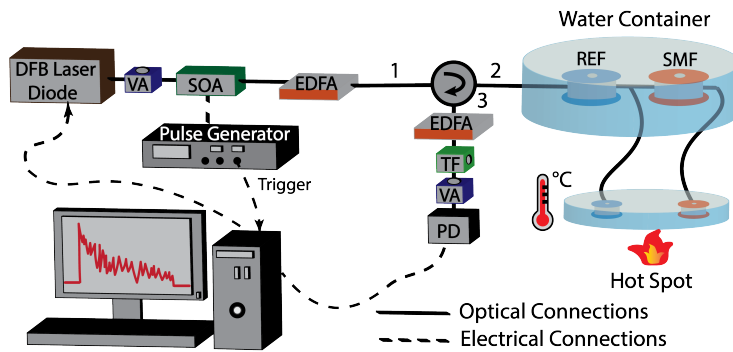 Water Container
DFB Laser
Diode
VA
SOA
EDFA
1
2
3
REF
SMF
EDFA
Pulse Generator
Trigger
TF
VA
PD
°C
Hot Spot
Optical Connections
Electrical Connections